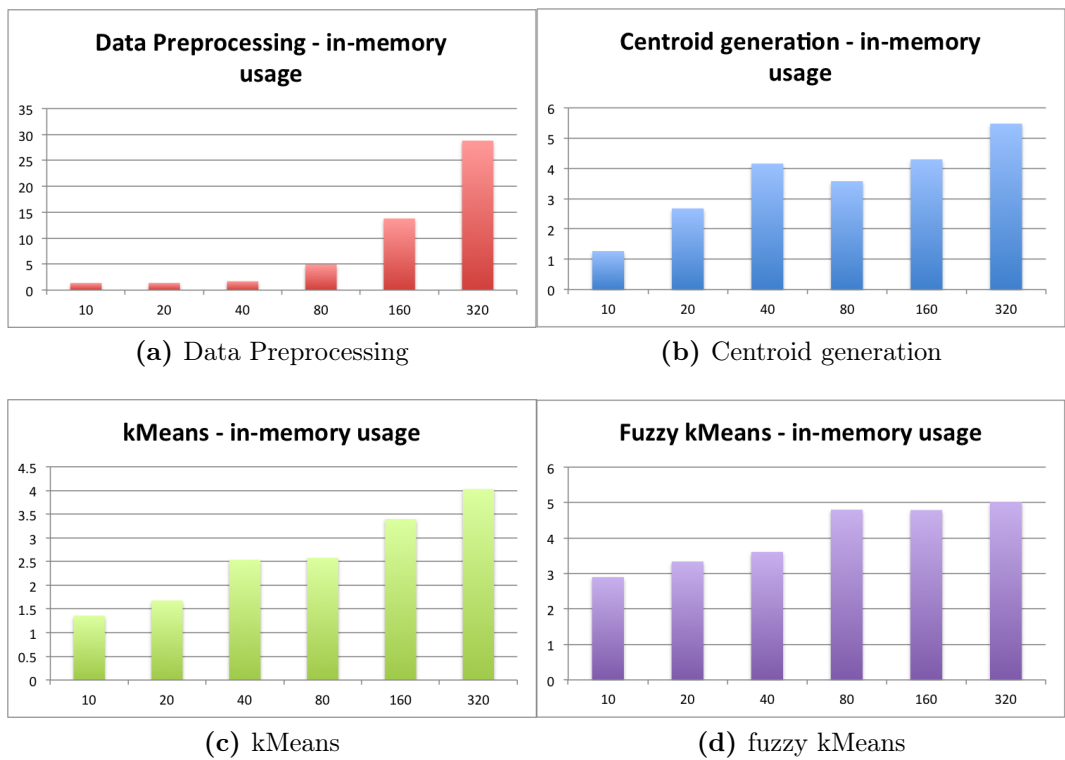 Data Preprocessing - in-memory
usage
35
30
25
20
15
10
5
0
10 20 40 80 160 320
(a) Data Preprocessing
Centroid generation - in-memory
usage
6
5
4
3
2
1
0
10 20 40 80 160 320
(b) Centroid generation
kMeans - in-memory usage
4.5
4
3.5
3
2.5
2
1.5
1
0.5
0
10 20 40 80 160 320
(c) kMeans
Fuzzy kMeans - in-memory usage
6
5
4
3
2
1
0
10 20 40 80 160 320
(d) fuzzy kMeans